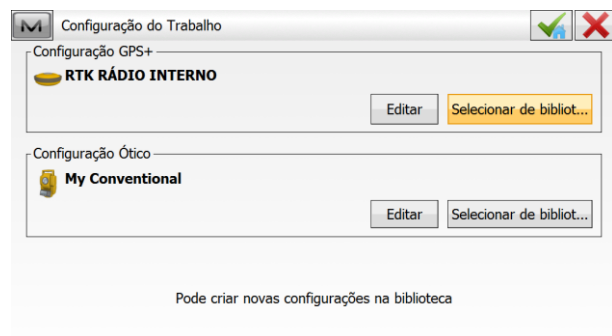 Configuração do Trabalho
Configuração GPS+
RTK RÁDIO INTERNO
Editar Selecionar de bibliot...
Configuração Ótico
My Conventional
Editar Selecionar de bibliot...
Pode criar novas configurações na biblioteca